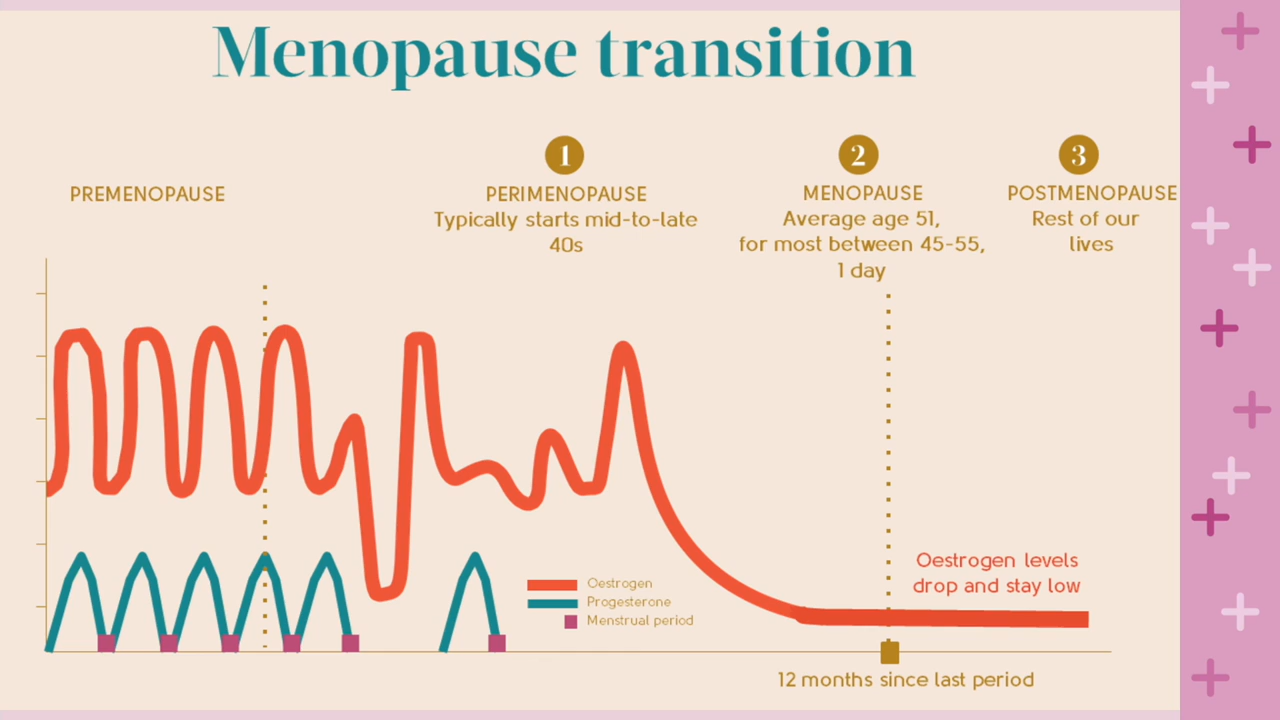 Menopause transition
1
2
3
PREMENOPAUSE
PERIMENOPAUSE
Typically starts mid-to-late
40s
MENOPAUSE
Average age 51,
for most between 45-55,
1 day
POSTMENOPAUSE
Rest of our
lives
Oestrogen
Progesterone
Menstrual period
Oestrogen levels
drop and stay low
12 months since last period